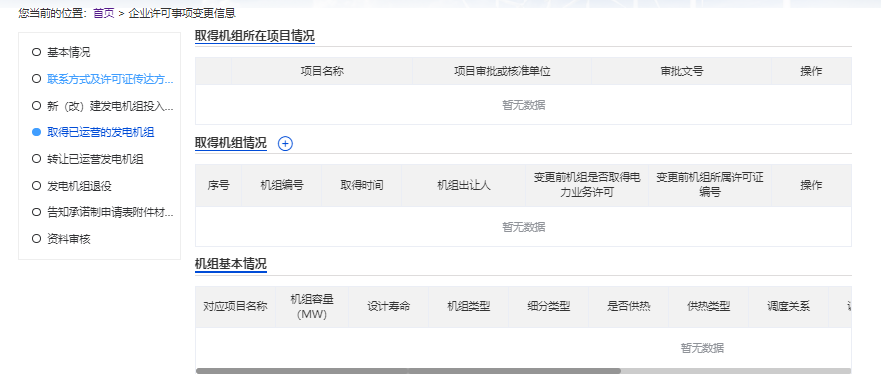 您当前的位置：首页 > 企业许可事项变更信息
基本情况
联系方式及许可证传达方...
新（改）建发电机组投入...
取得已运营的发电机组
转让已运营发电机组
发电机组退役
告知承诺制申请表附件材...
资料审核
取得机组所在项目情况
项目名称 项目审批或核准单位 审批文号 操作
暂无数据
取得机组情况
序号 机组编号 取得时间 机组出让人 变更前机组是否取得电力业务许可 变更前机组所属许可证编号 操作
暂无数据
机组基本情况
对应项目名称 机组容量(MW) 设计寿命 机组类型 细分类型 是否供热 供热类型 调度关系
暂无数据